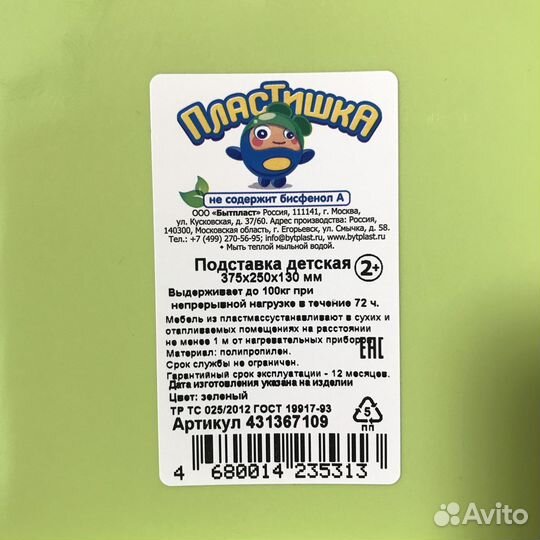 ПЛАСТИШКА
не содержит бисфенол А
ООО «Бытпласт» Россия, 111141, г. Москва,
ул. Кусковская, д. 37/60. Адрес производства: Россия,
140300, Московская область, г. Егорьевск, ул. Смычка, д. 58.
Тел.: +7 (499) 270-56-95; info@bytplast.ru, www.bytplast.ru
• Мыть теплой мыльной водой.
Подставка детская
2+
375х250х130 мм
Выдерживает до 100кг при
непрерывной нагрузке в течение 72 ч.
Мебель из пластмассустанавливают в сухих и
отапливаемых помещениях на расстоянии
не менее 1 м от нагревательных приборов.
EAC
Материал: полипропилен.
Срок службы не ограничен.
Гарантийный срок эксплуатации - 12 месяцев.
Дата изготовления указана на изделии
Цвет: зеленый
ТР ТС 025/2012 ГОСТ 19917-93
5
ПП
Артикул 431367109
4 680014 235313
Avito